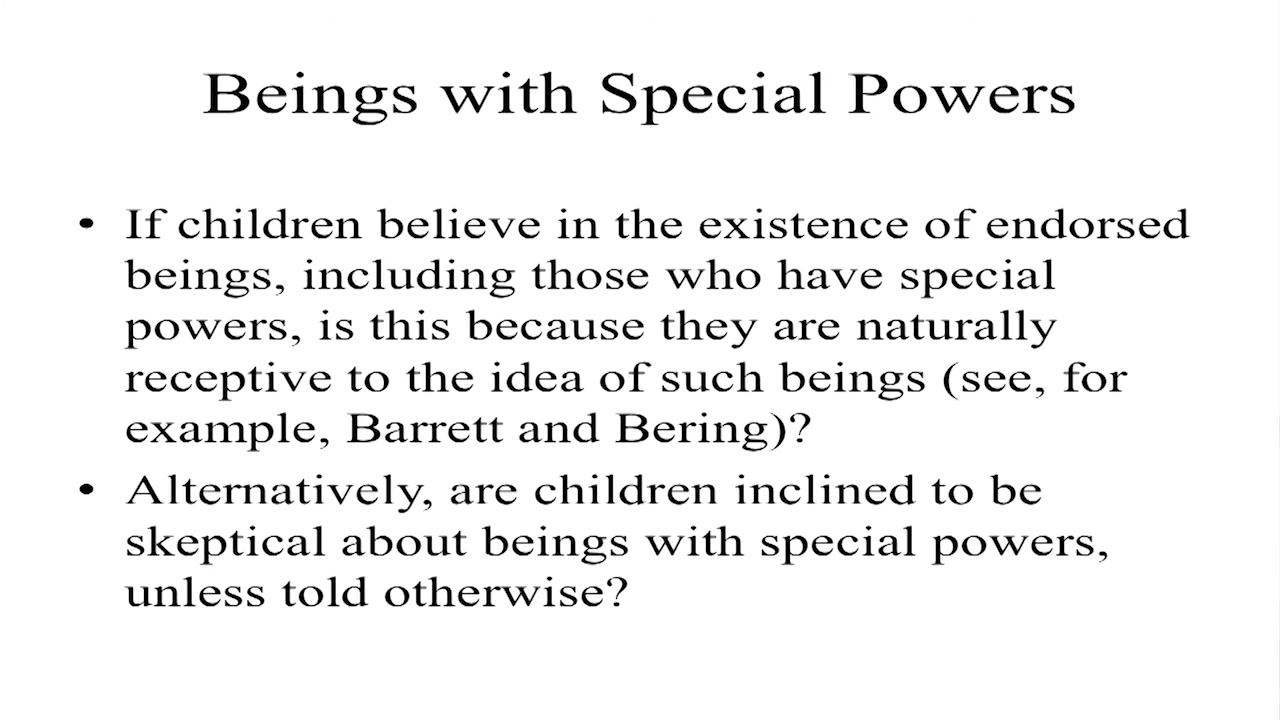 Beings with Special Powers
• If children believe in the existence of endorsed
beings, including those who have special
powers, is this because they are naturally
receptive to the idea of such beings (see, for
example, Barrett and Bering)?
• Alternatively, are children inclined to be
skeptical about beings with special powers,
unless told otherwise?